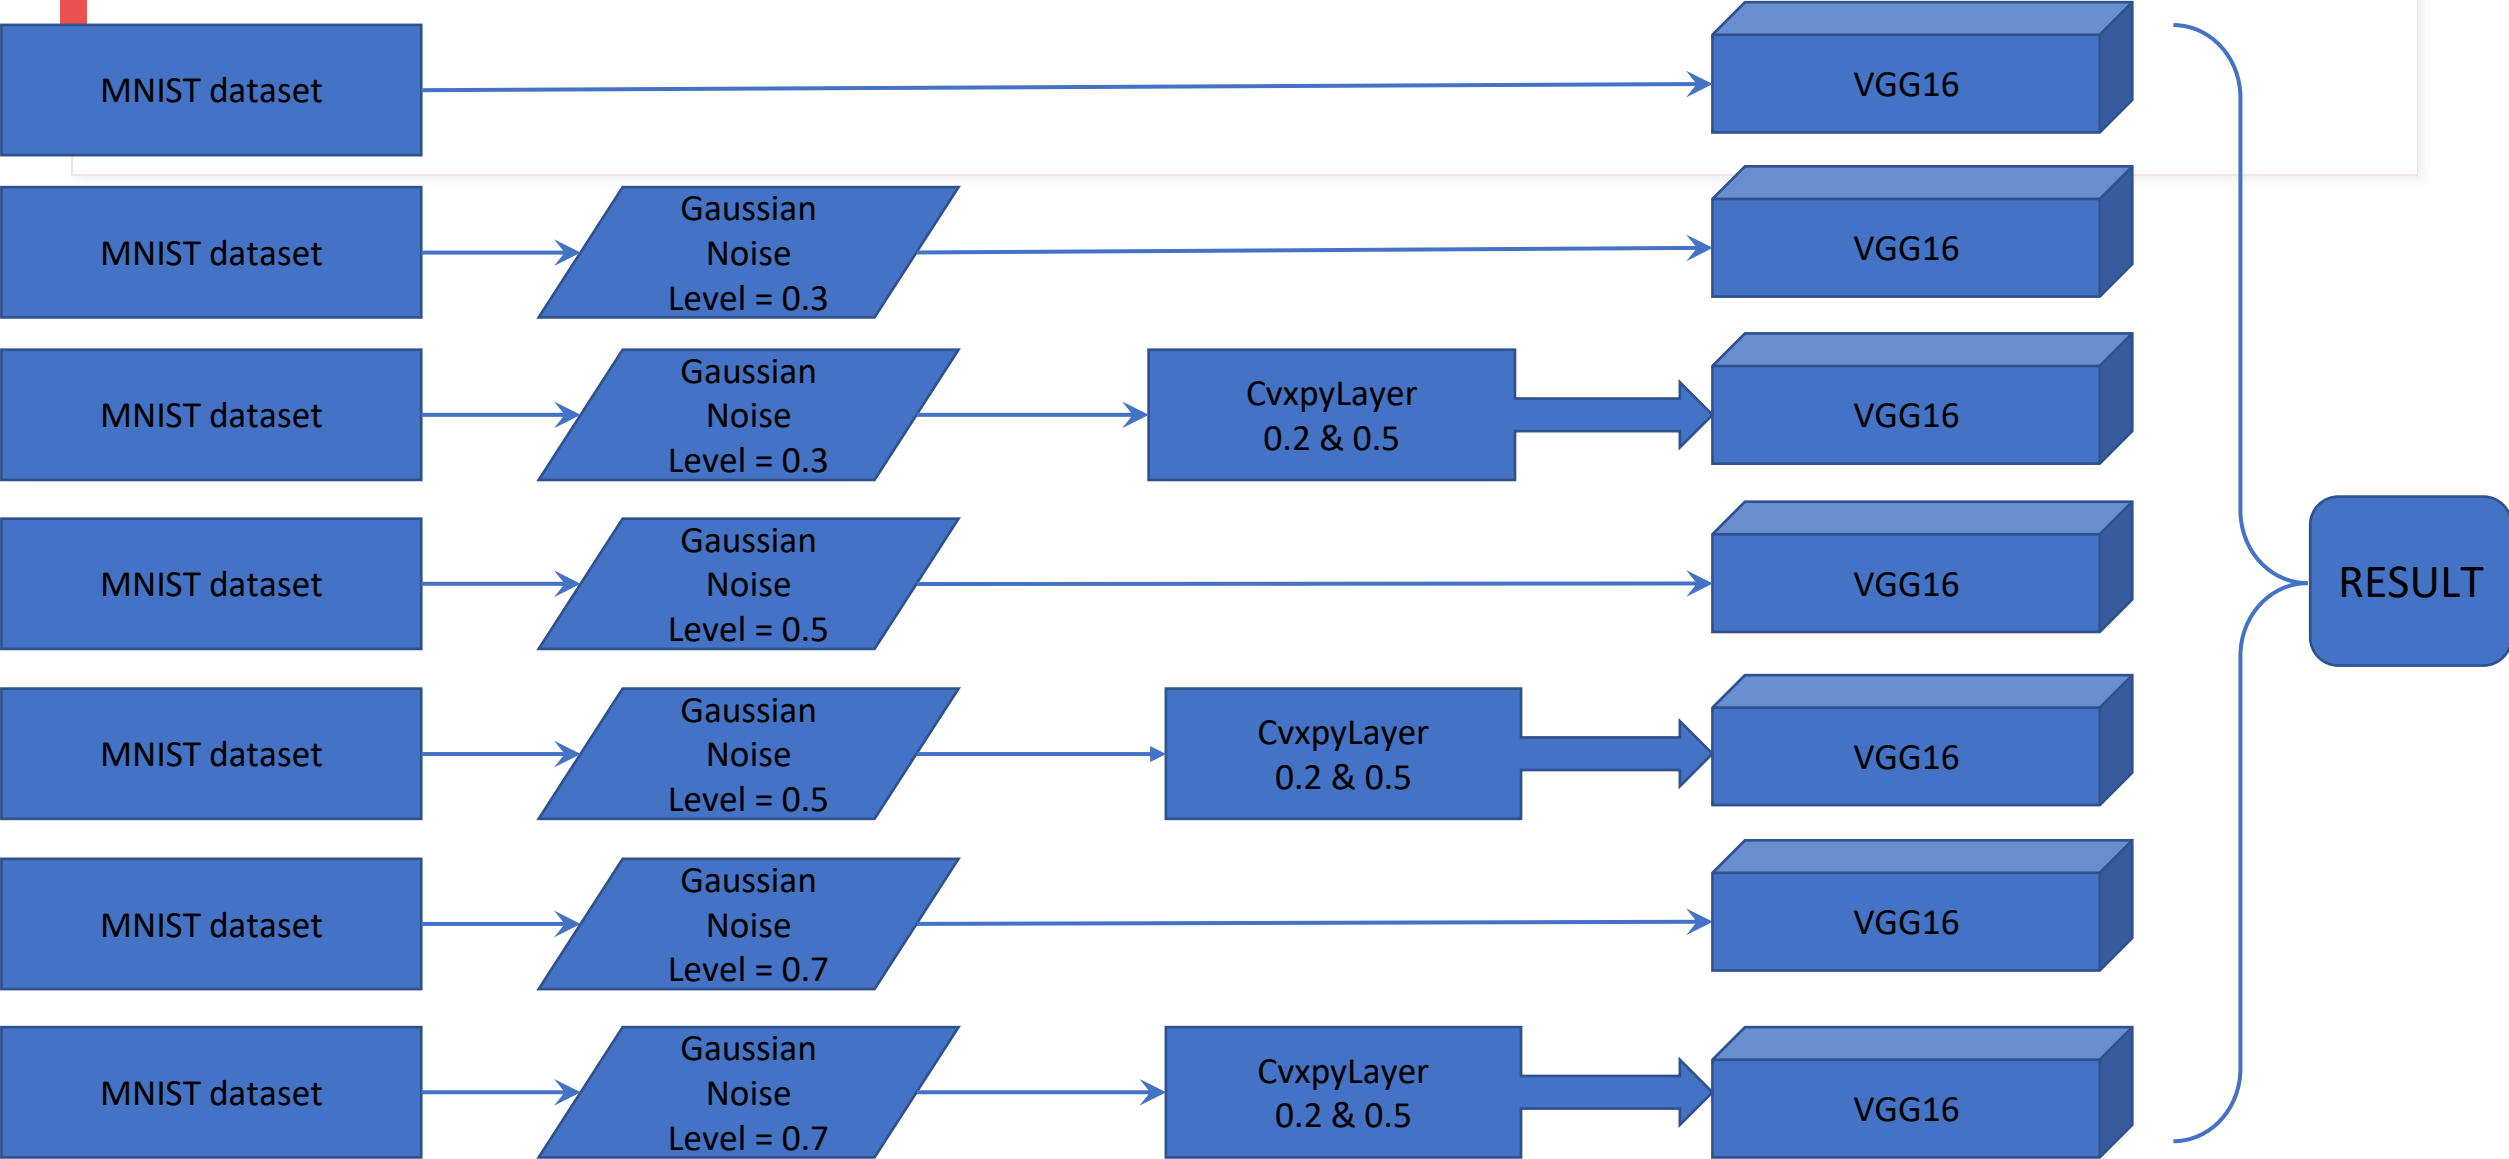 MNIST dataset
VGG16
MNIST dataset
Gaussian
Noise
Level = 0.3
VGG16
MNIST dataset
Gaussian
Noise
Level = 0.3
CvxpyLayer
0.2 & 0.5
VGG16
MNIST dataset
Gaussian
Noise
Level = 0.5
VGG16
RESULT
MNIST dataset
Gaussian
Noise
Level = 0.5
CvxpyLayer
0.2 & 0.5
VGG16
MNIST dataset
Gaussian
Noise
Level = 0.7
VGG16
MNIST dataset
Gaussian
Noise
Level = 0.7
CvxpyLayer
0.2 & 0.5
VGG16